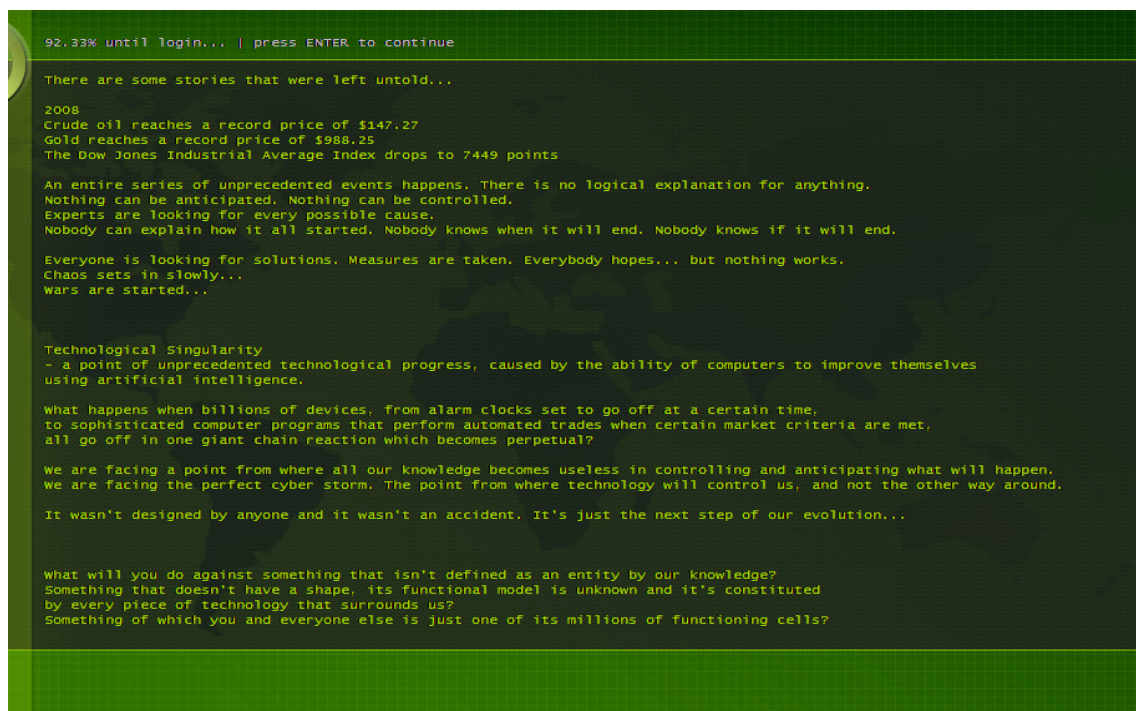 92.33% until login... | press ENTER to continue
There are some stories that were left untold...
2008
Crude oil reaches a record price of $147.27
Gold reaches a record price of $988.25
The Dow Jones Industrial Average Index drops to 7449 points
An entire series of unprecedented events happens. There is no logical explanation for anything.
Nothing can be anticipated. Nothing can be controlled.
Experts are looking for every possible cause.
Nobody can explain how it all started. Nobody knows when it will end. Nobody knows if it will end.
Everyone is looking for solutions. Measures are taken. Everybody hopes... but nothing works.
Chaos sets in slowly...
Wars are started...
Technological Singularity
- a point of unprecedented technological progress, caused by the ability of computers to improve themselves
using artificial intelligence.
What happens when billions of devices, from alarm clocks set to go off at a certain time,
to sophisticated computer programs that perform automated trades when certain market criteria are met,
all go off in one giant chain reaction which becomes perpetual?
We are facing a point from where all our knowledge becomes useless in controlling and anticipating what will happen.
We are facing the perfect cyber storm. The point from where technology will control us, and not the other way around.
It wasn't designed by anyone and it wasn't an accident. It's just the next step of our evolution...
What will you do against something that isn't defined as an entity by our knowledge?
Something that doesn't have a shape, its functional model is unknown and it's constituted
by every piece of technology that surrounds us?
Something of which you and everyone else is just one of its millions of functioning cells?